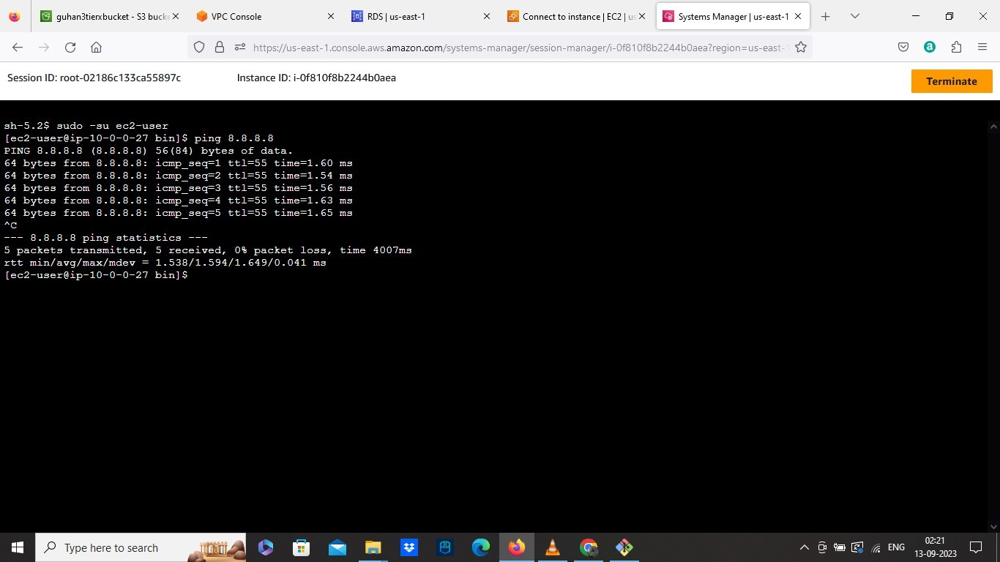 guhan3tierxbucket - S3 bucke
VPC Console
RDS | us-east-1
Connect to instance | EC2 | us
Systems Manager | us-east-1
https://us-east-1.console.aws.amazon.com/systems-manager/session-manager/i-0f810f8b2244b0aea?region=us-east-1
Session ID: root-02186c133ca55897c
Instance ID: i-0f810f8b2244b0aea
Terminate
sh-5.2$ sudo -su ec2-user
[ec2-user@ip-10-0-0-27 bin]$ ping 8.8.8.8
PING 8.8.8.8 (8.8.8.8) 56(84) bytes of data.
64 bytes from 8.8.8.8: icmp_seq=1 ttl=55 time=1.60 ms
64 bytes from 8.8.8.8: icmp_seq=2 ttl=55 time=1.54 ms
64 bytes from 8.8.8.8: icmp_seq=3 ttl=55 time=1.56 ms
64 bytes from 8.8.8.8: icmp_seq=4 ttl=55 time=1.63 ms
64 bytes from 8.8.8.8: icmp_seq=5 ttl=55 time=1.65 ms
^C
--- 8.8.8.8 ping statistics ---
5 packets transmitted, 5 received, 0% packet loss, time 4007ms
rtt min/avg/max/mdev = 1.538/1.594/1.649/0.041 ms
[ec2-user@ip-10-0-0-27 bin]$
Type here to search
ENG
02:21
13-09-2023